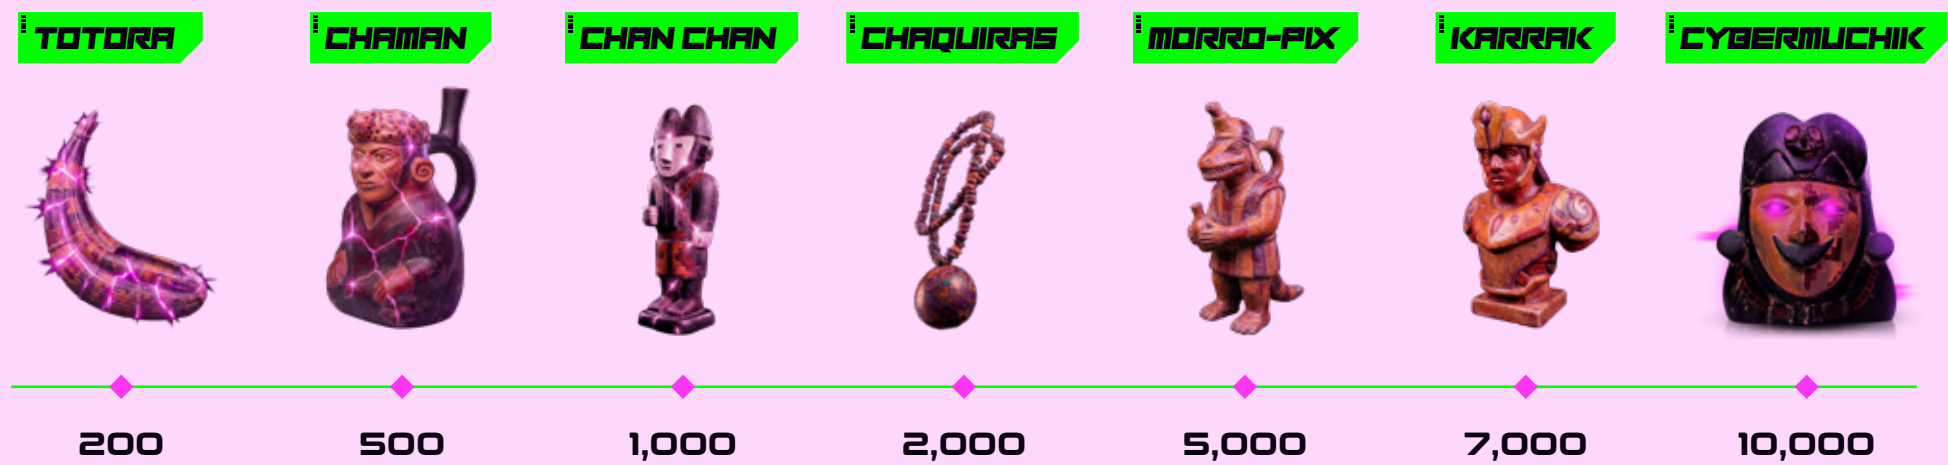 TOTORA
CHAMAN
CHAN CHAN
CHAQUIRAS
MORRO-PIX
KARRAK
CYBERMUCHIK
200
500
1,000
2,000
5,000
7,000
10,000